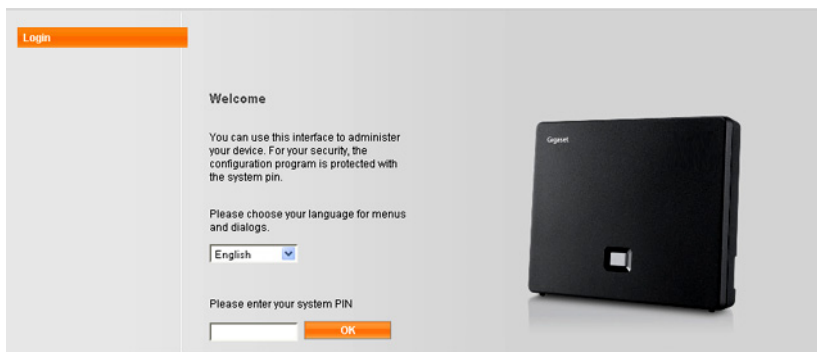 Login
Welcome
You can use this interface to administer
your device. For your security, the
configuration program is protected with
the system pin.
Please choose your language for menus
and dialogs.
English
Please enter your system PIN
OK
Gigaset